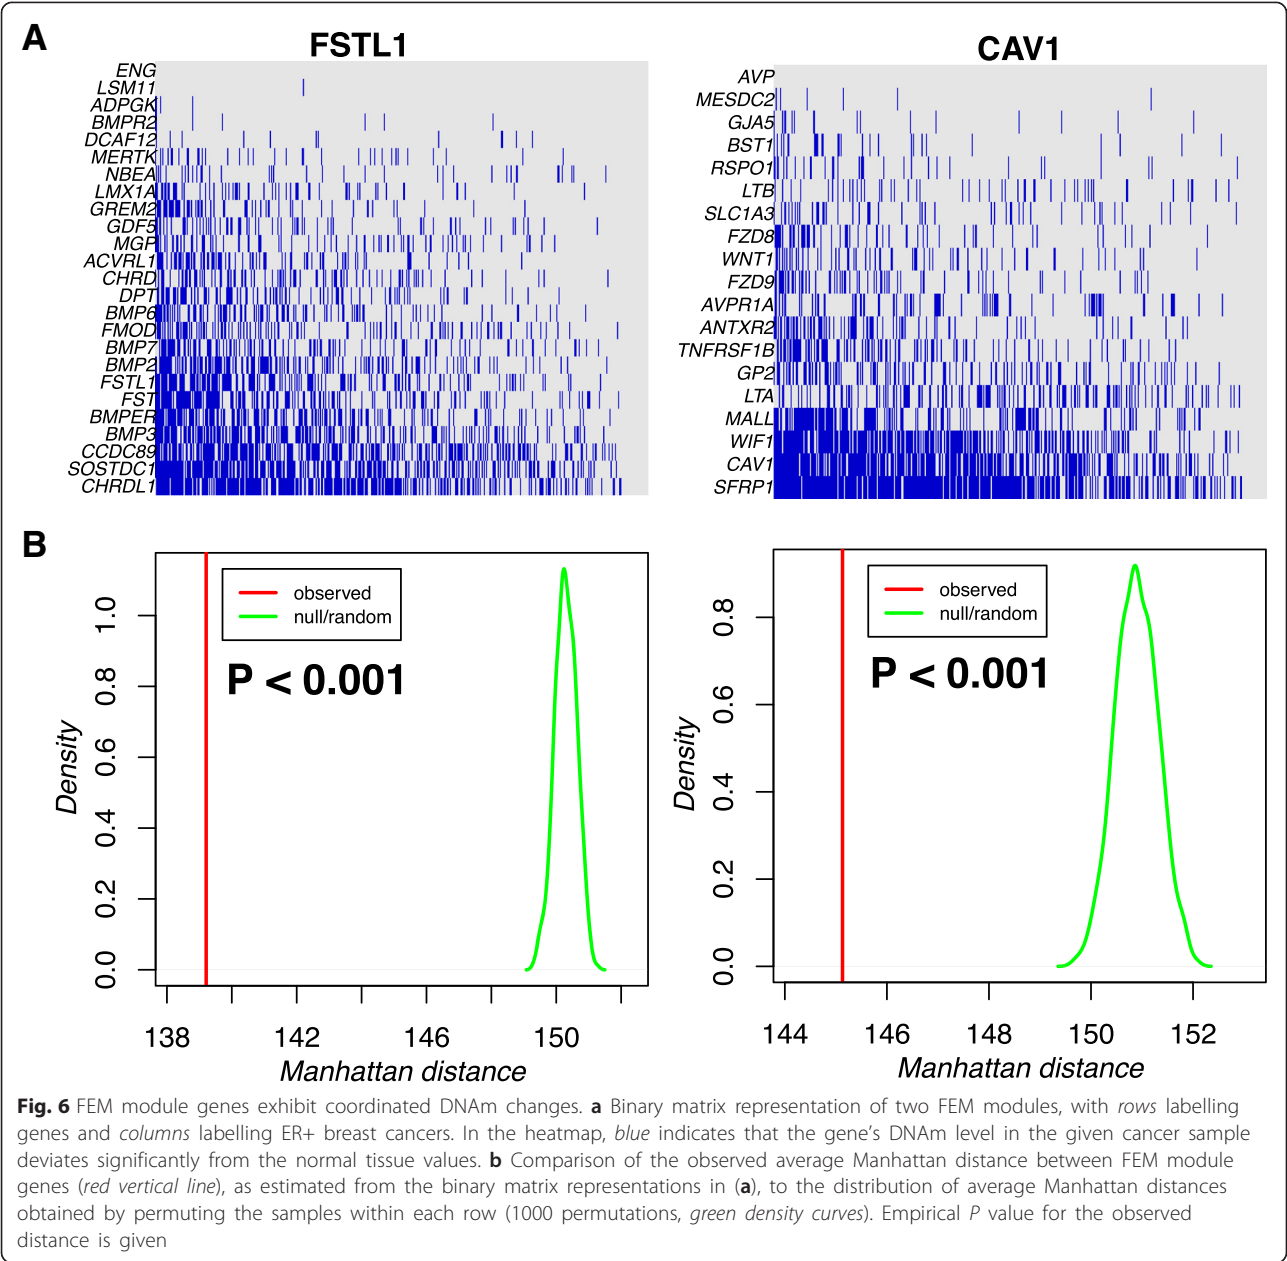 A
FSTL1
CAV1
ENG
LSM11
ADPGK
BMPR2
DCAF12
MERTK
NBEA
LMX1A
GREM2
GDF5
MGP
ACVRL1
CHRD
DPT
BMP6
FMOD
BMP7
BMP2
FSTL1
FST
BMPER
BMP3
CCDC89
SOSTDC1
CHRDL1
AVP
MESDC2
GJA5
BST1
RSPO1
LTB
SLC1A3
FZD8
WNT1
FZD9
AVPR1A
ANTXR2
TNFRSF1B
GP2
LTA
MALL
WIF1
CAV1
SFRP1
B
observed
null/random
P < 0.001
Density
0.0 0.2 0.4 0.6 0.8 1.0
138 142 146 150
Manhattan distance
observed
null/random
P < 0.001
Density
0.0 0.2 0.4 0.6 0.8
144 146 148 150 152
Manhattan distance
Fig. 6 FEM module genes exhibit coordinated DNAm changes. a Binary matrix representation of two FEM modules, with rows labelling
genes and columns labelling ER+ breast cancers. In the heatmap, blue indicates that the gene's DNAm level in the given cancer sample
deviates significantly from the normal tissue values. b Comparison of the observed average Manhattan distance between FEM module
genes (red vertical line), as estimated from the binary matrix representations in (a), to the distribution of average Manhattan distances
obtained by permuting the samples within each row (1000 permutations, green density curves). Empirical P value for the observed
distance is given